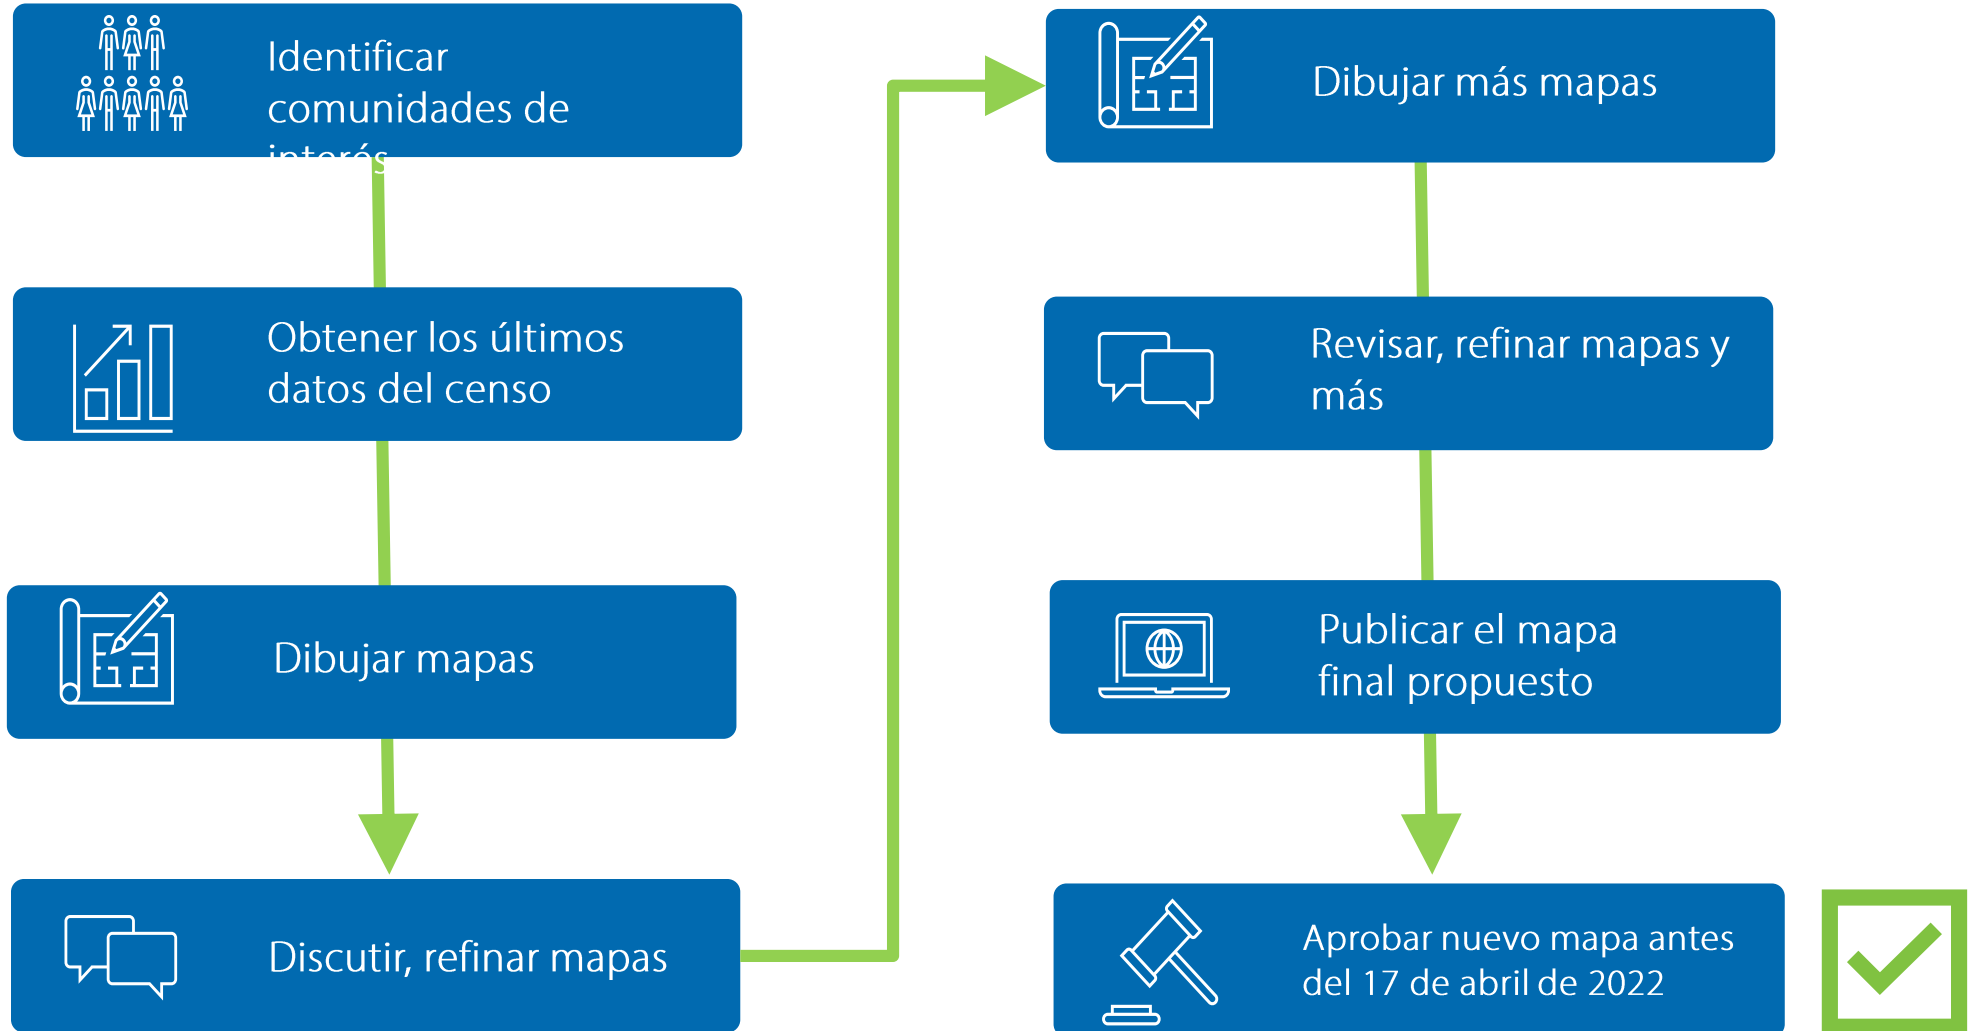 Identificar
comunidades de
interés
Obtener los últimos
datos del censo
Dibujar mapas
Discutir, refinar mapas
Dibujar más mapas
Revisar, refinar mapas y
más
Publicar el mapa
final propuesto
Aprobar nuevo mapa antes
del 17 de abril de 2022